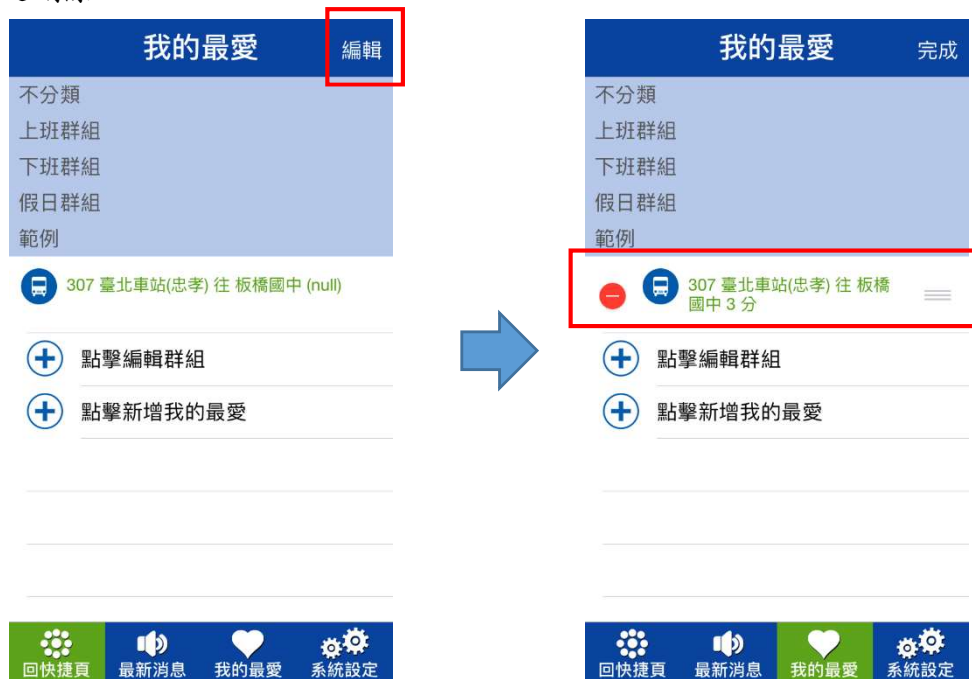 我的最愛
編輯
不分類
上班群組
下班群組
假日群組
範例
307 臺北車站(忠孝) 往 板橋國中 (null)
點擊編輯群組
點擊新增我的最愛
回快捷頁
最新消息
我的最愛
系統設定
我的最愛
完成
不分類
上班群組
下班群組
假日群組
範例
307 臺北車站(忠孝) 往 板橋
國中 3 分
點擊編輯群組
點擊新增我的最愛
回快捷頁
最新消息
我的最愛
系統設定